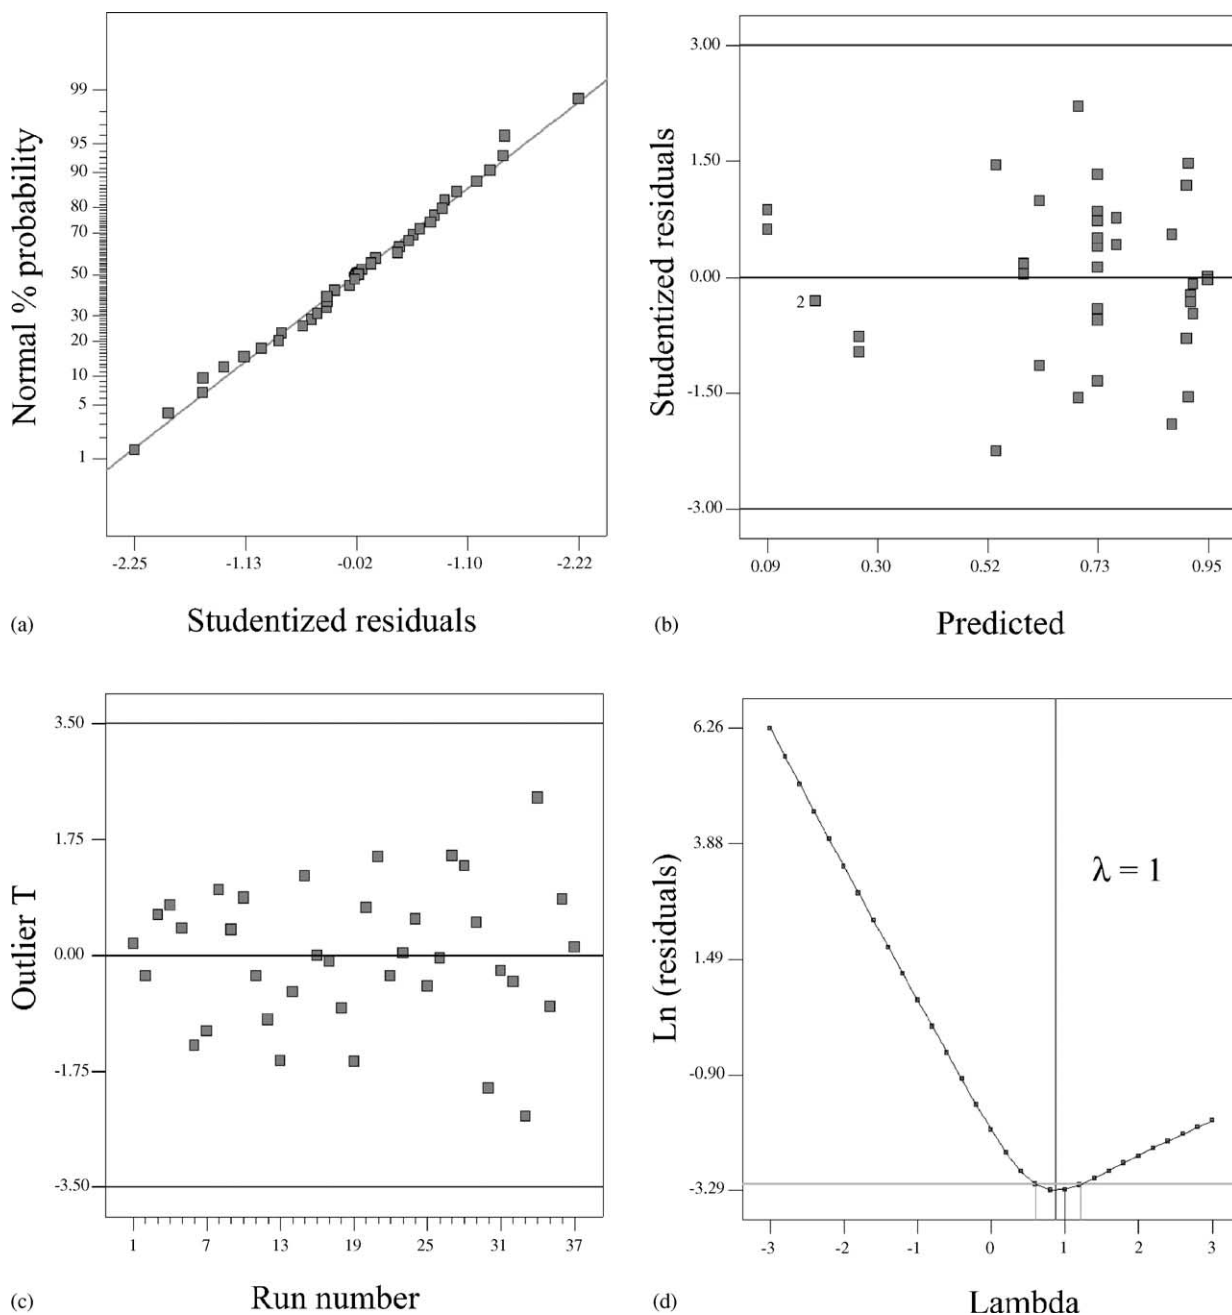 99
95
90
80
70
50
30
20
10
5
1
Normal % probability
-2.25 -1.13 -0.02 -1.10 -2.22
(a) Studentized residuals
3.00
1.50
0.00
-1.50
-3.00
Studentized residuals
2
0.09 0.30 0.52 0.73 0.95
(b) Predicted
3.50
1.75
0.00
-1.75
-3.50
Outlier T
1 7 13 19 25 31 37
(c) Run number
6.26
3.88
1.49
-0.90
-3.29
Ln (residuals)
λ = 1
-3 -2 -1 0 1 2 3
(d) Lambda